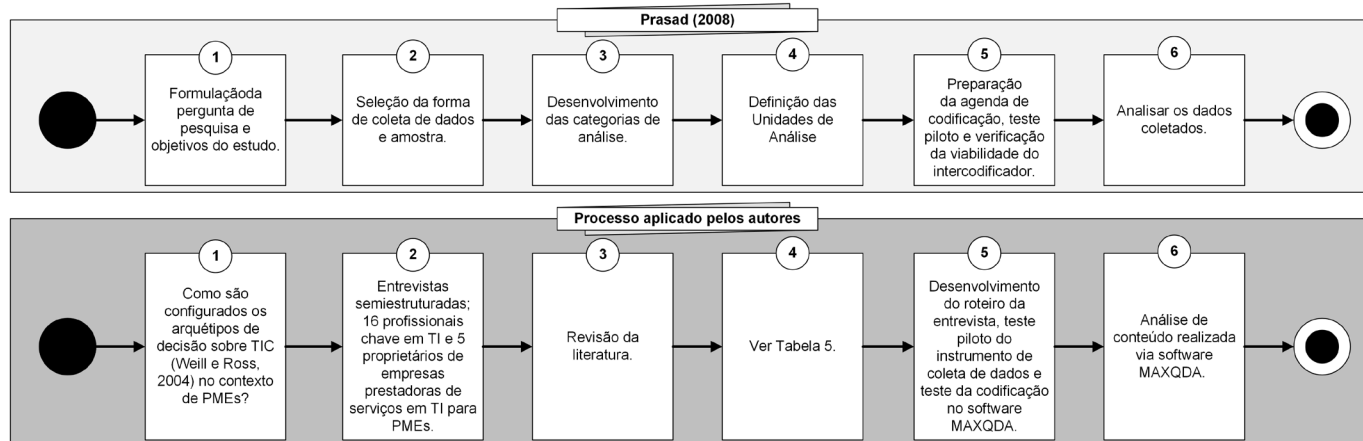 Prasad (2008)
1
Formulaçãoda
pergunta de
pesquisa e
objetivos do estudo.
2
Seleção da forma
de coleta de dados
e amostra.
3
Desenvolvimento
das categorias de
análise.
4
Definição das
Unidades de
Análise
5
Preparação
da agenda de
codificação, teste
piloto e verificação
da viabilidade do
intercodificador.
6
Analisar os dados
coletados.
Processo aplicado pelos autores
1
Como são
configurados os
arquétipos de
decisão sobre TIC
(Weill e Ross,
2004) no contexto
de PMEs?
2
Entrevistas
semiestruturadas;
16 profissionais
chave em TI e 5
proprietários de
empresas
prestadoras de
serviços em TI para
PMEs.
3
Revisão da
literatura.
4
Ver Tabela 5.
5
Desenvolvimento
do roteiro da
entrevista, teste
piloto do
instrumento de
coleta de dados e
teste da codificação
no software
MAXQDA.
6
Análise de
conteúdo realizada
via software
MAXQDA.